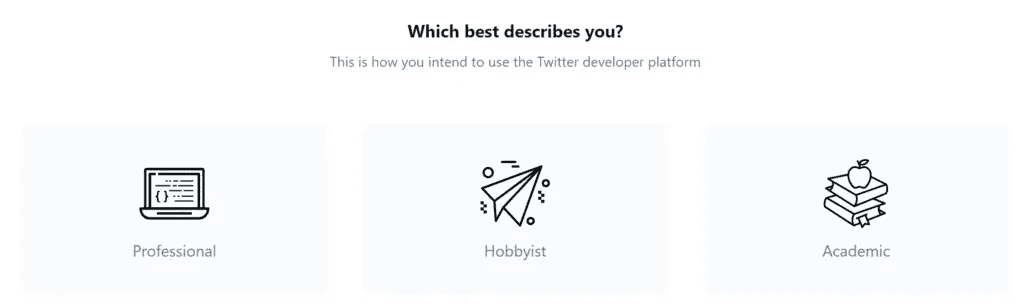 Which best describes you?
This is how you intend to use the Twitter developer platform
{}
Professional
Hobbyist
Academic